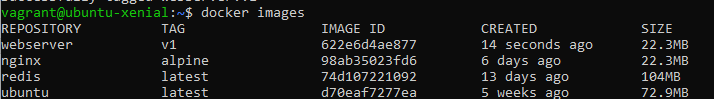 vagrant@ubuntu-xenial:~$ docker images
REPOSITORY TAG IMAGE ID CREATED SIZE
webserver v1 622e6d4ae877 14 seconds ago 22.3MB
nginx alpine 98ab35023fd6 6 days ago 22.3MB
redis latest 74d107221092 13 days ago 104MB
ubuntu latest d70eaf7277ea 5 weeks ago 72.9MB